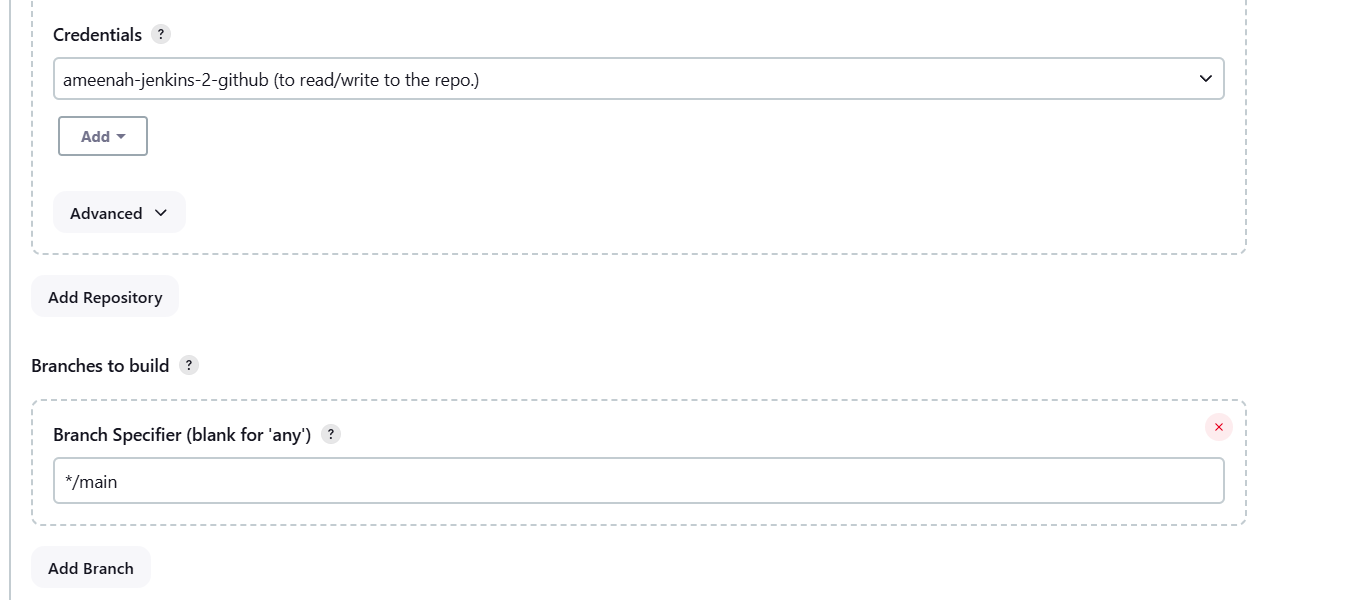 Credentials ?
ameenah-jenkins-2-github (to read/write to the repo.)
Add
Advanced
Add Repository
Branches to build ?
Branch Specifier (blank for 'any') ?
*/main
Add Branch